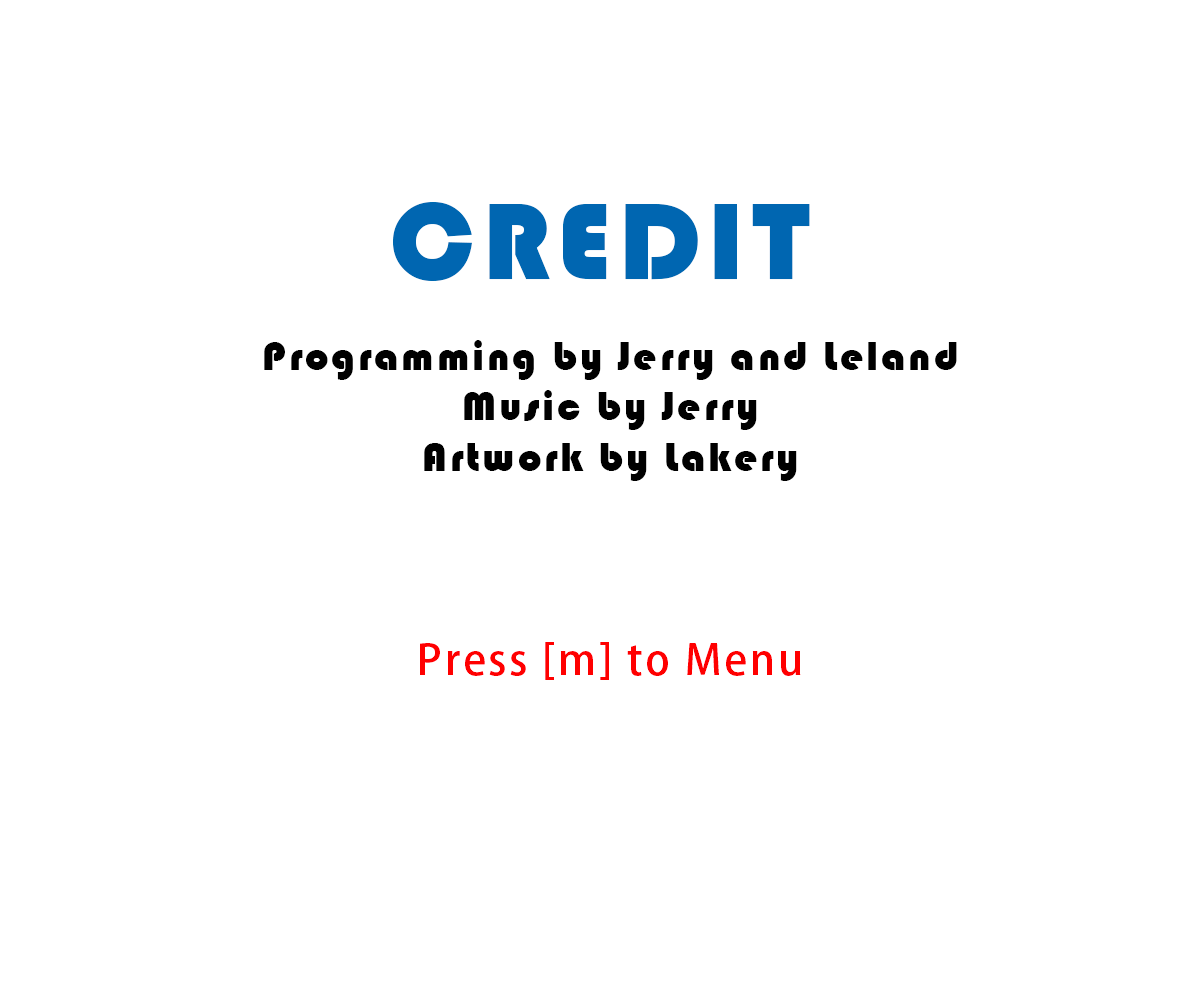 CREDIT
Programming by Jerry and Leland
Music by Jerry
Artwork by Lakery
Press [m] to Menu